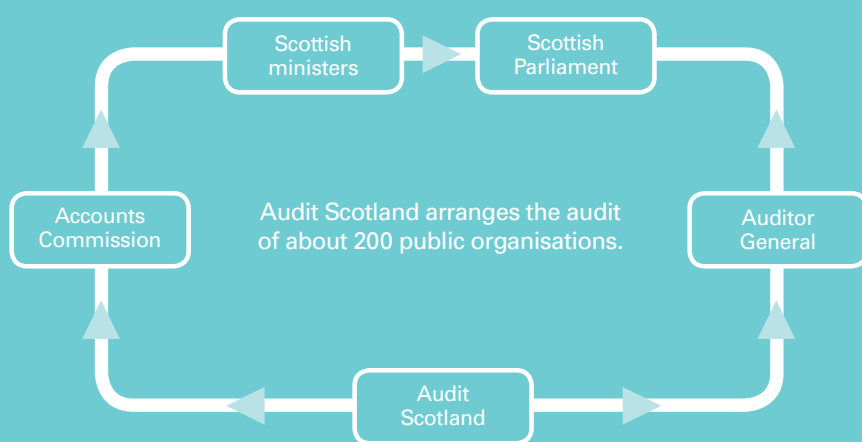 Scottish
ministers
Scottish
Parliament
Accounts
Commission
Audit Scotland arranges the audit
of about 200 public organisations.
Auditor
General
Audit
Scotland